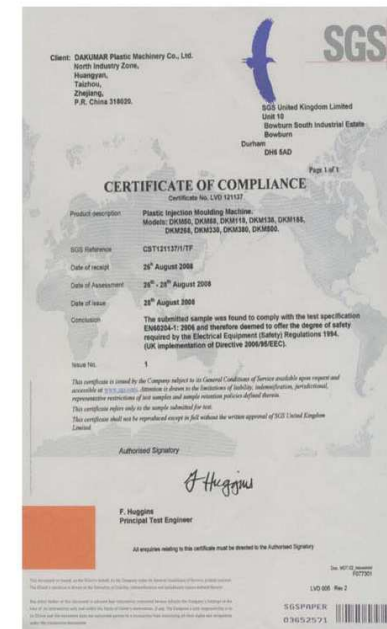 SGS
Client: DAKUMAR Plastic Machinery Co., Ltd.
North Industry Zone,
Huangyan,
Taizhou,
Zhejiang,
P.R. China 318020.
SGS United Kingdom Limited
Unit 10
Bowburn South Industrial Estate
Bowburn
Durham
DH6 5AD
Page 1 of 1
CERTIFICATE OF COMPLIANCE
Certificate No. LVD 121137
Product description Plastic Injection Moulding Machine.
Models: DKM50, DKM88, DKM110, DKM138, DKM168,
DKM268, DKM330, DKM380, DKM800.
SGS Reference CST121137/1/TF
Date of receipt 25th August 2008
Date of Assessment 26th - 28th August 2008
Date of issue 28th August 2008
Conclusion The submitted sample was found to comply with the test specification
EN60204-1: 2006 and therefore deemed to offer the degree of safety
required by the Electrical Equipment (Safety) Regulations 1994.
(UK implementation of Directive 2006/95/EEC).
Issue No. 1
This certificate is issued by the Company subject to its General Conditions of Service available upon request and
accessible at www.sgs.com. Attention is drawn to the limitations of liability, indemnification, jurisdictional,
representative restrictions of test samples and sample retention policies defined therein.
This certificate refers only to the sample submitted for test.
This certificate shall not be reproduced except in full without the written approval of SGS United Kingdom
Limited
Authorised Signatory
F Huggins
F. Huggins
Principal Test Engineer
All enquires relating to this certificate must be directed to the Authorised Signatory
F077301
LVD 005 Rev 2
SGSPAPER
03652571